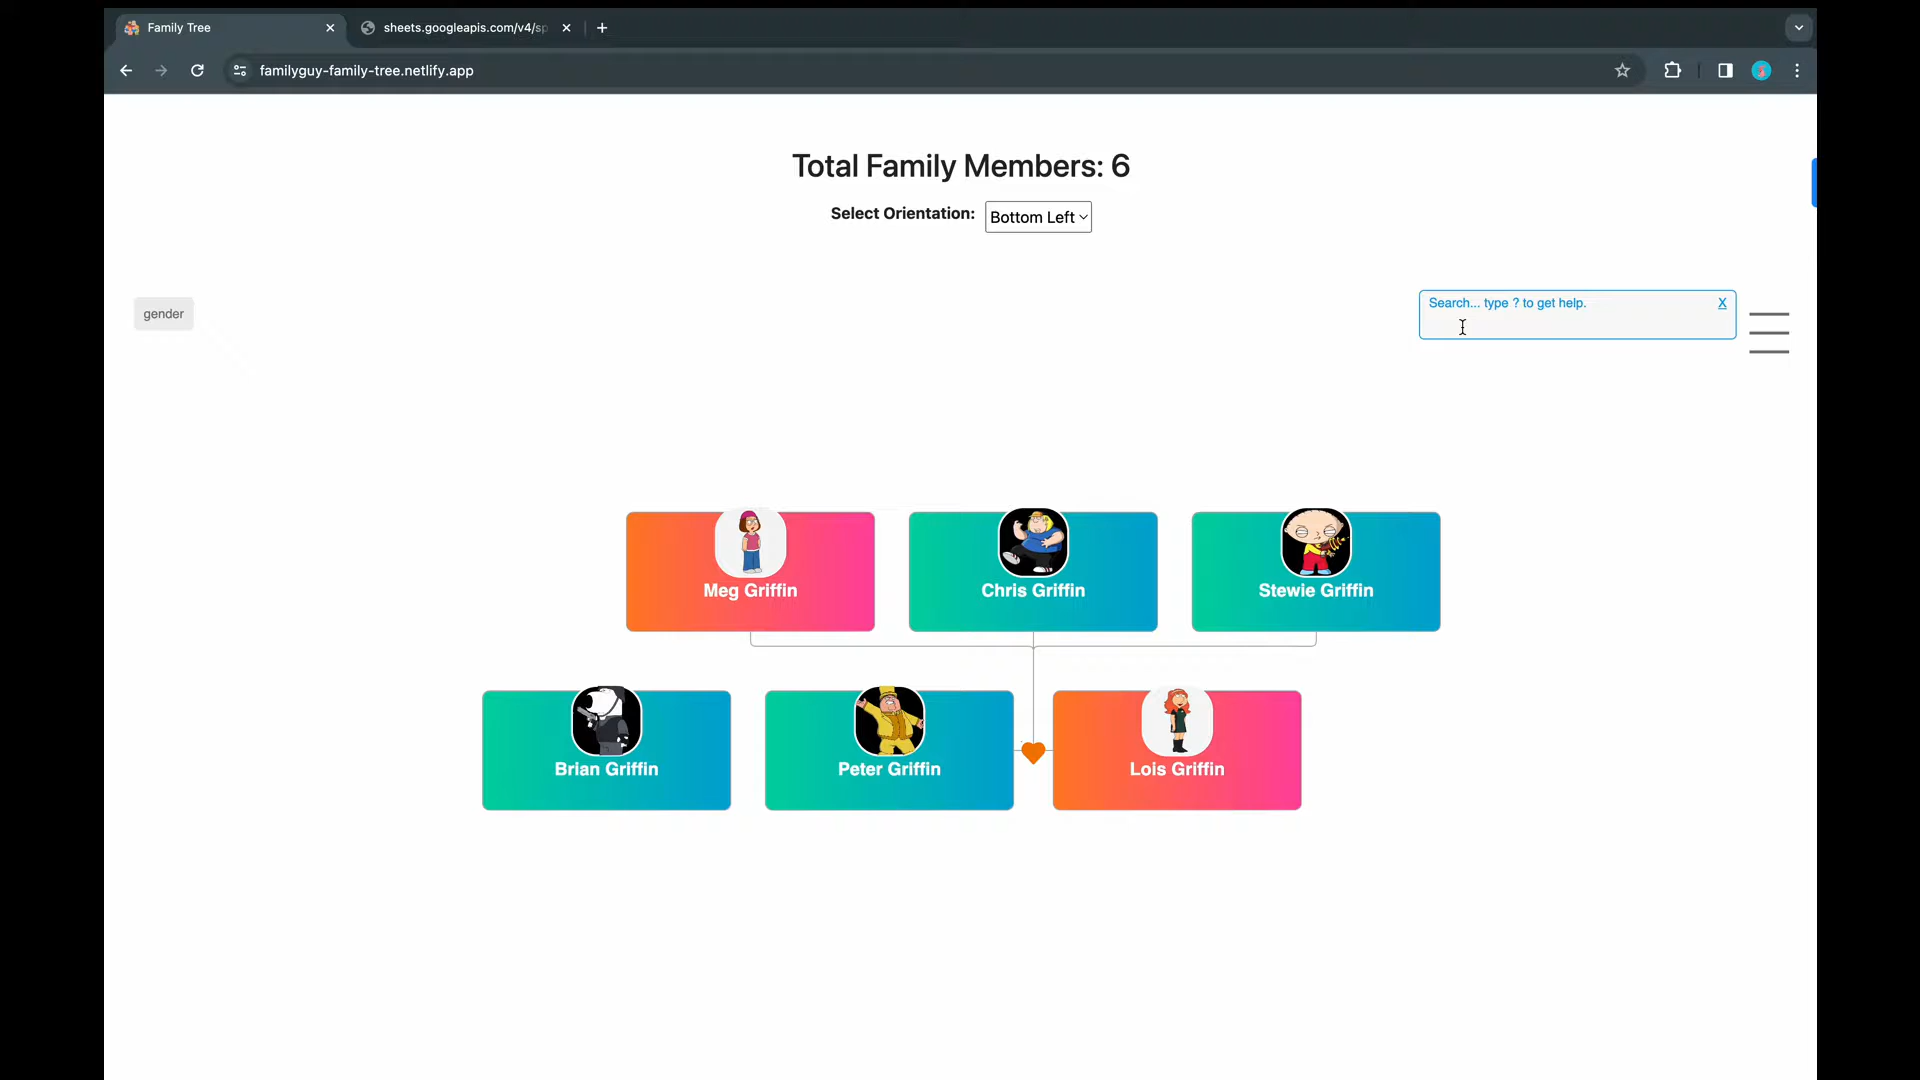 Family Tree
sheets.googleapis.com/v4/sp
familyguy-family-tree.netlify.app
Total Family Members: 6
Select Orientation: Bottom Left
gender
Search... type ? to get help. X
Meg Griffin
Chris Griffin
Stewie Griffin
Brian Griffin
Peter Griffin
Lois Griffin